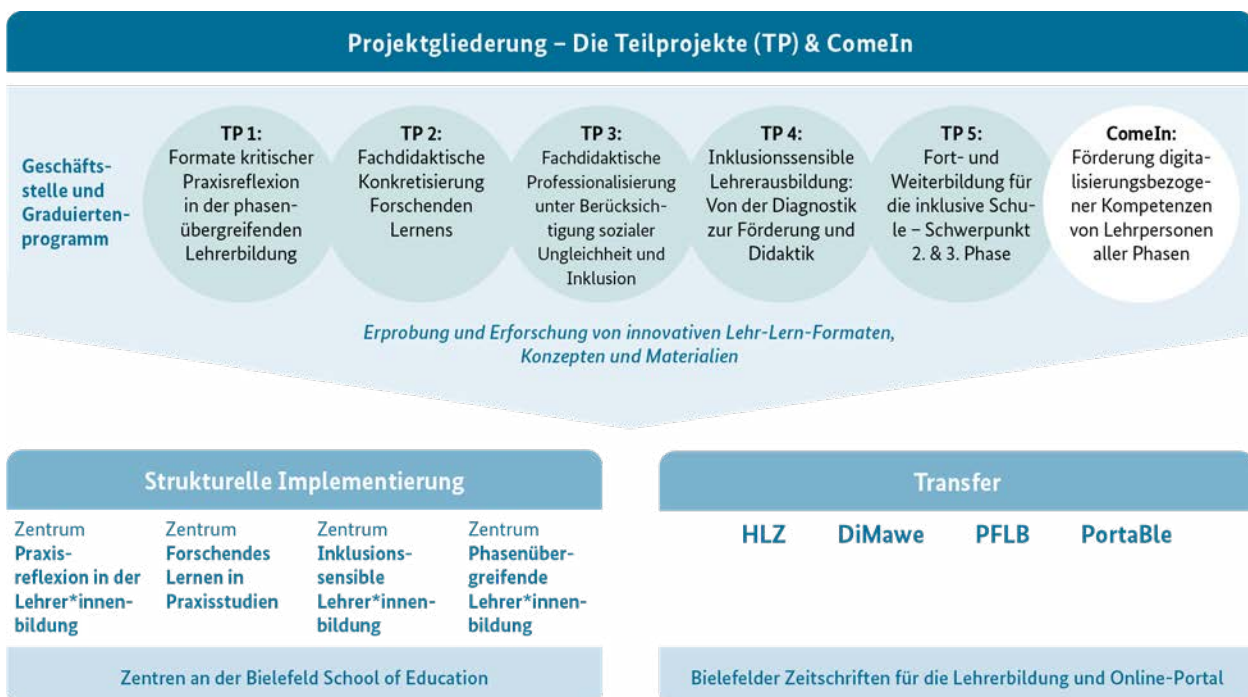 Projektgliederung – Die Teilprojekte (TP) & ComeIn
Geschäfts-
stelle und
Graduierten-
programm
TP 1:
Formate kritischer
Praxisreflexion
in der phasen-
übergreifenden
Lehrerbildung
TP 2:
Fachdidaktische
Konkretisierung
Forschenden
Lernens
TP 3:
Fachdidaktische
Professionalisierung
unter Berücksich-
tigung sozialer
Ungleichheit und
Inklusion
TP 4:
Inklusionssensible
Lehrerausbildung:
Von der Diagnostik
zur Förderung und
Didaktik
TP 5:
Fort- und
Weiterbildung für
die inklusive Schu-
le – Schwerpunkt
2. & 3. Phase
ComeIn:
Förderung digita-
lisierungsbezoge-
ner Kompetenzen
von Lehrpersonen
aller Phasen
Erprobung und Erforschung von innovativen Lehr-Lern-Formaten,
Konzepten und Materialien
Strukturelle Implementierung
Zentrum
Praxis-
reflexion in der
Lehrer*innen-
bildung
Zentrum
Forschendes
Lernen in
Praxisstudien
Zentrum
Inklusions-
sensible
Lehrer*innen-
bildung
Zentrum
Phasenüber-
greifende
Lehrer*innen-
bildung
Zentren an der Bielefeld School of Education
Transfer
HLZ
DiMawe
PFLB
PortaBle
Bielefelder Zeitschriften für die Lehrerbildung und Online-Portal